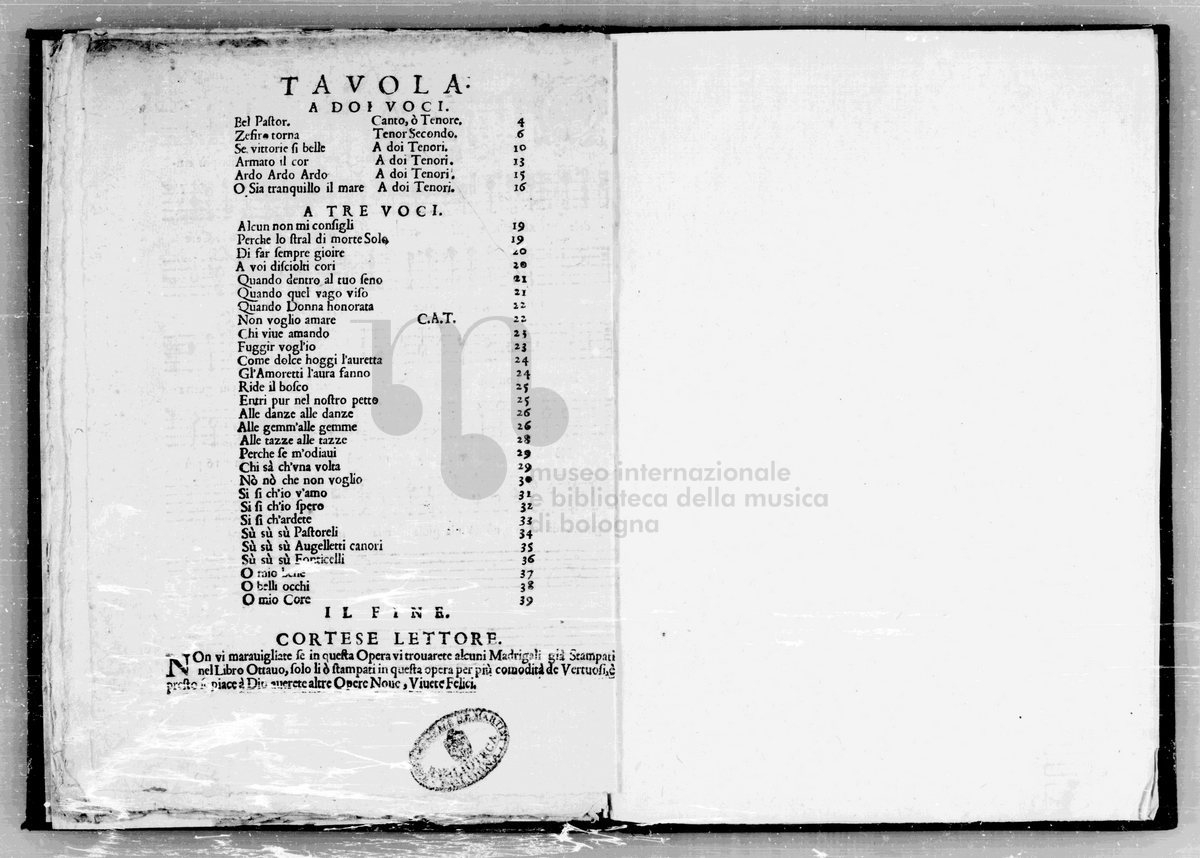 TAVOLA.
A DOI VOCI.
Bel Pastor. Canto, ò Tenore. 4
Zefiro torna Tenor Secondo. 6
Se vittorie si belle A doi Tenori. 10
Armato il cor A doi Tenori. 13
Ardo Ardo Ardo A doi Tenori. 15
O Sia tranquillo il mare A doi Tenori. 16
A TRE VOCI.
Alcun non mi consigli 19
Perche lo stral di morte Solo 19
Di far sempre gioire 20
A voi disciolti cori 20
Quando dentro al tuo seno 21
Quando quel vago viso 21
Quando Donna honorata 22
Non voglio amare C.A.T. 22
Chi viue amando 23
Fuggir vogl'io 23
Come dolce hoggi l'auretta 24
Gl'Amoretti l'aura fanno 24
Ride il bosco 25
Entri pur nel nostro petto 25
Alle danze alle danze 26
Alle gemm'alle gemme 26
Alle tazze alle tazze 28
Perche se m'odiaui 29
Chi sà ch'vna volta 29
Nò nò che non voglio 30
Si si ch'io v'amo 31
Si si ch'io spero 32
Si si ch'ardete 33
Sù sù sù Pastoreli 34
Sù sù sù Augelletti canori 35
Sù sù sù Fonticelli 36
O mio bene 37
O belli occhi 38
O mio Core 39
IL FINE.
CORTESE LETTORE.
NOn vi marauigliate se in questa Opera vi trouarete alcuni Madrigali già Stampati
nel Libro Ottauo, solo li ò stampati in questa opera per più comodità de Vertuosi, è
presto si piace à Dio auerete altre Opere Noue, Viuete Felici.
museo internazionale
e biblioteca della musica
di bologna
BIBLIOTECA